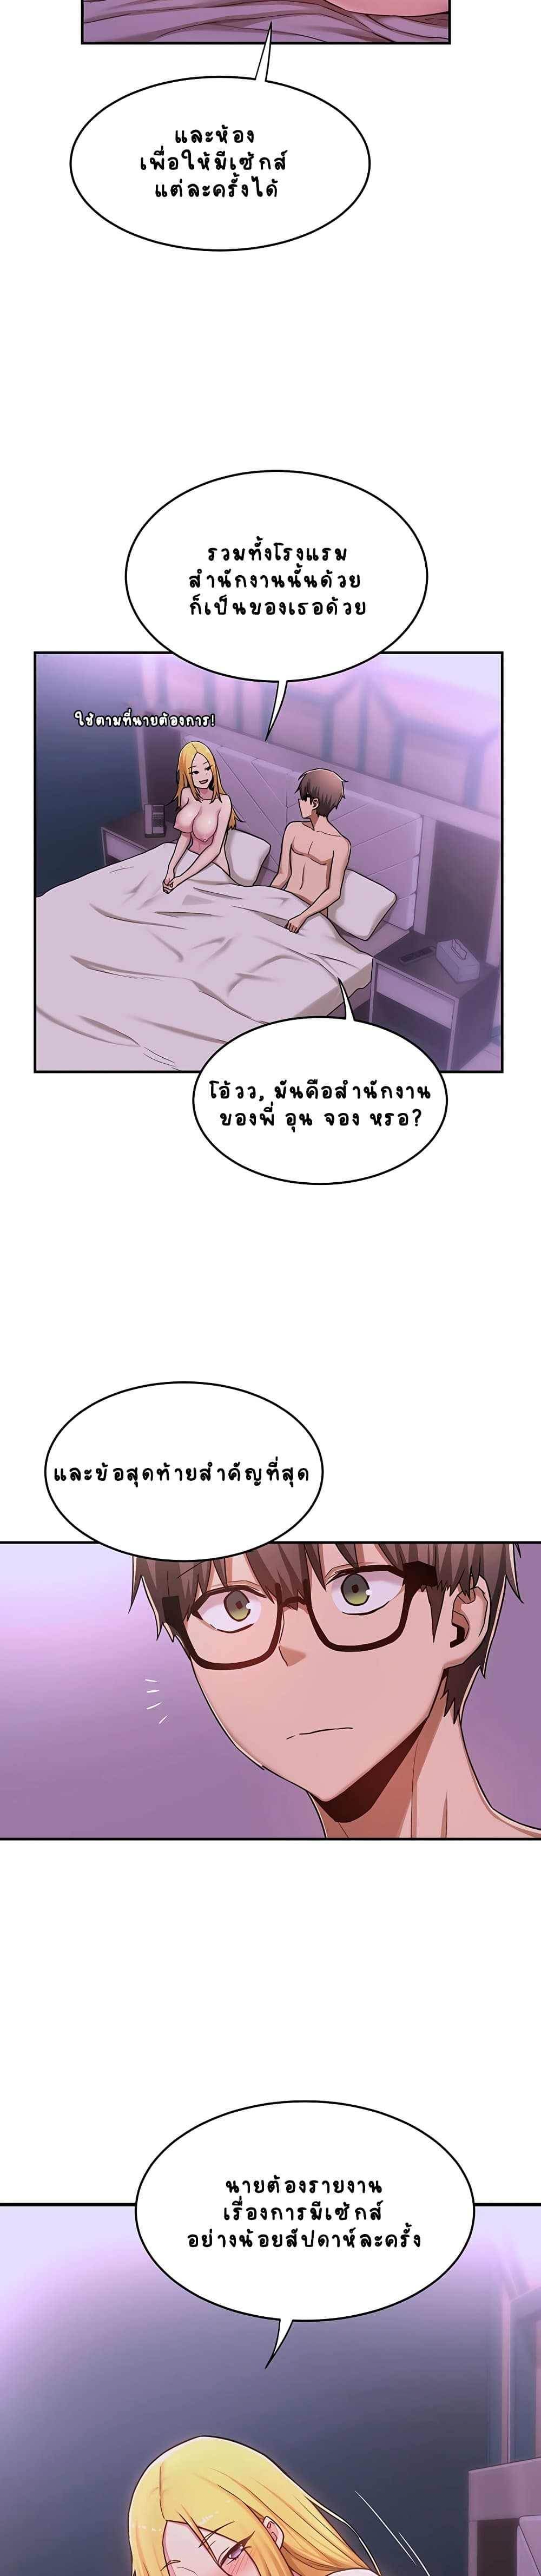 และห้อง
เพื่อให้มีเซ้กส์
แต่ละครั้งได้
รวมทั้งโรงแรม
สำนักงานนั้นด้วย
ก็เป็นของเธอด้วย
ใช้ตามที่นายต้องการ!
โอ้วว, มันคือสำนักงาน
ของพี่ อุน จอง หรอ?
และข้อสุดท้ายสำคัญที่สุด
นายต้องรายงาน
เรื่องการมีเซ้กส์
อย่างน้อยสัปดาห์ละครั้ง